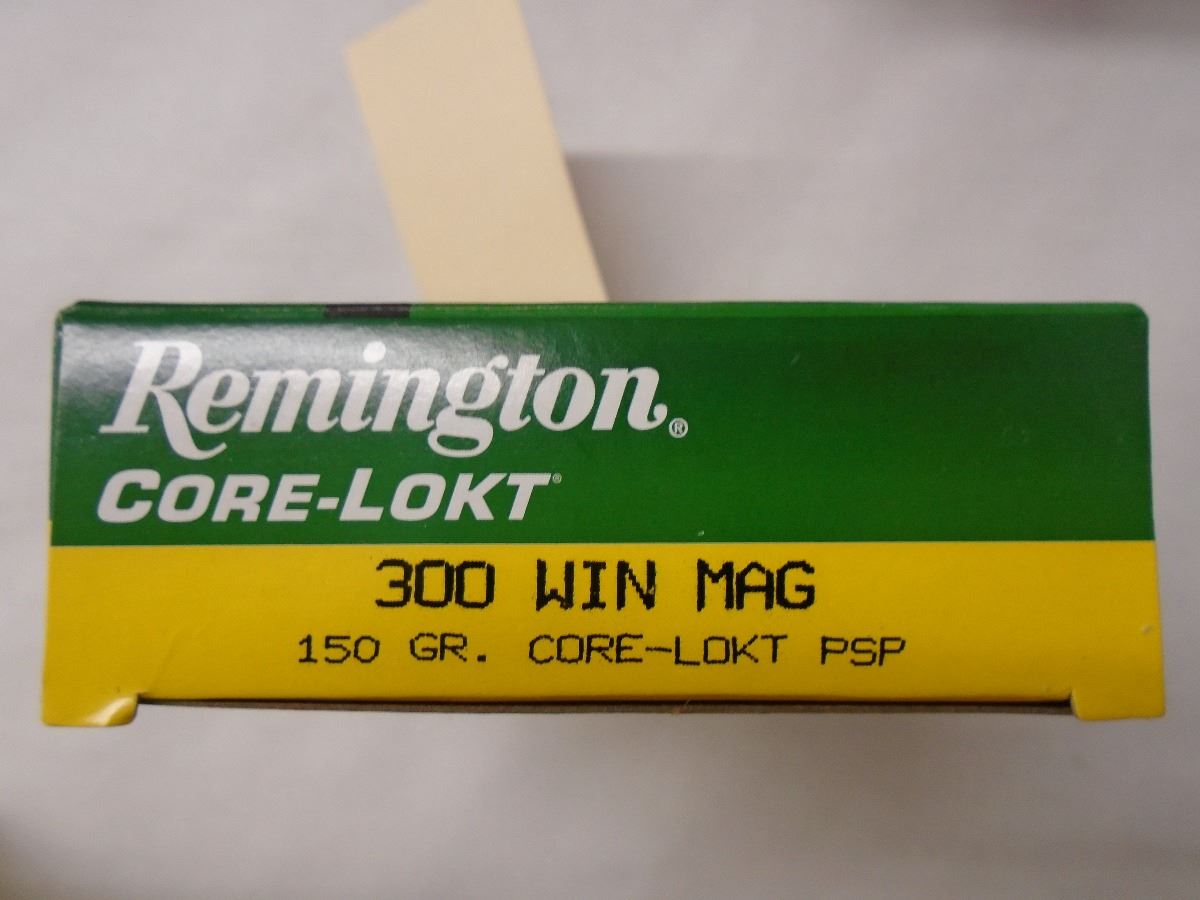 Remington®
CORE-LOKT®
300 WIN MAG
150 GR. CORE-LOKT PSP